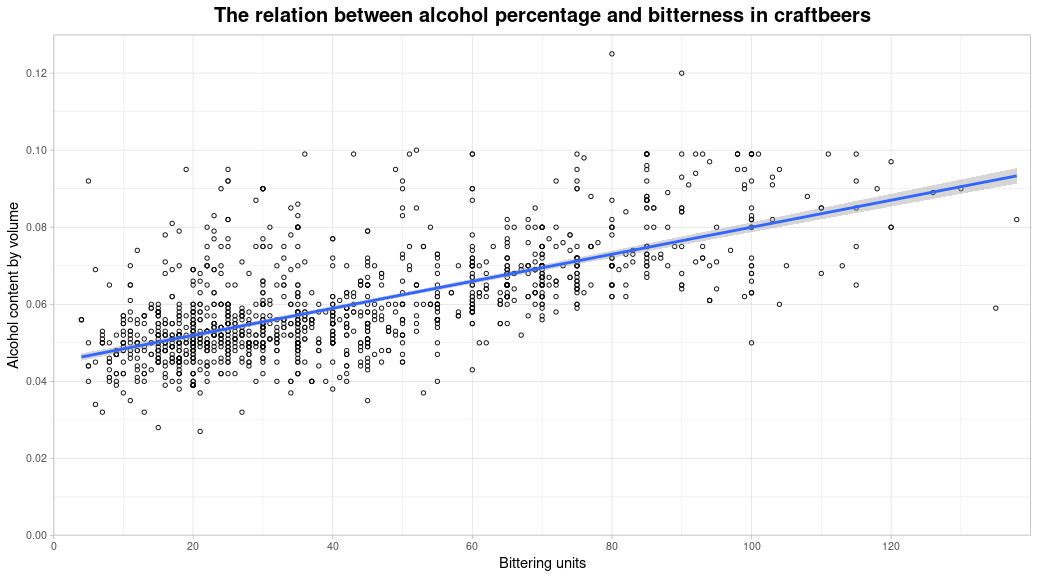 The relation between alcohol percentage and bitterness in craftbeers
Alcohol content by volume
0.12
0.10
0.08
0.06
0.04
0.02
0.00
0 20 40 60 80 100 120
Bittering units